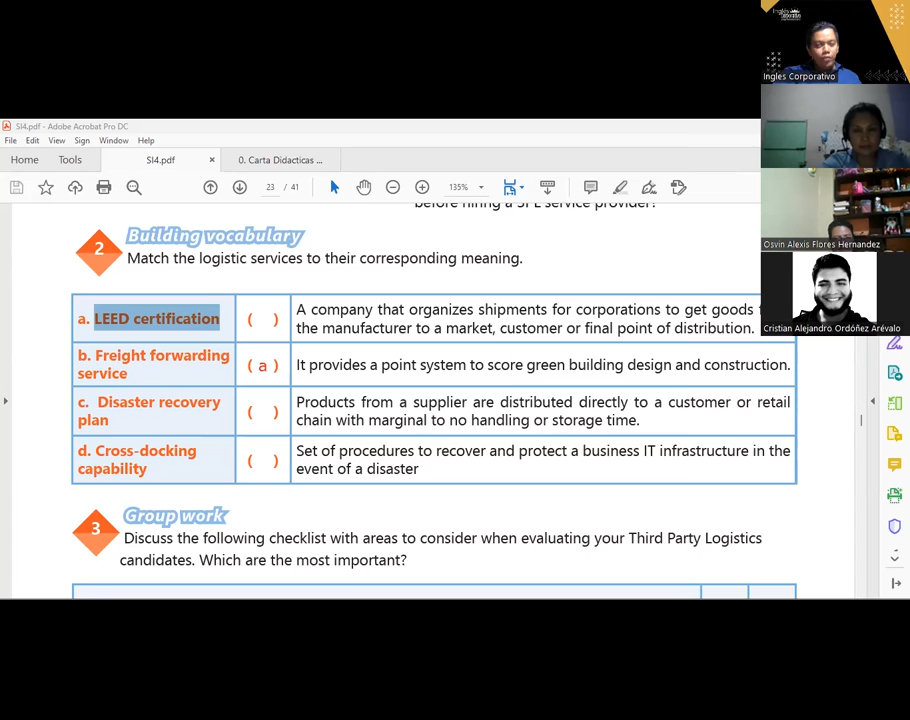 Inglés
Corporativo
Ingles Corporativo
SI4.pdf - Adobe Acrobat Pro DC
File Edit View Sign Window Help
Home Tools SI4.pdf × 0. Carta Didacticas ...
23 / 41 135%
before hiring a 3PL service provider?
2 Building vocabulary
Match the logistic services to their corresponding meaning.
a. LEED certification ( ) A company that organizes shipments for corporations to get goods
the manufacturer to a market, customer or final point of distribution.
b. Freight forwarding
service
( a ) It provides a point system to score green building design and construction.
c. Disaster recovery
plan
( ) Products from a supplier are distributed directly to a customer or retail
chain with marginal to no handling or storage time.
d. Cross-docking
capability
( ) Set of procedures to recover and protect a business IT infrastructure in the
event of a disaster
3 Group work
Discuss the following checklist with areas to consider when evaluating your Third Party Logistics
candidates. Which are the most important?
Osvin Alexis Flores Hernandez
Cristian Alejandro Ordóñez Arévalo